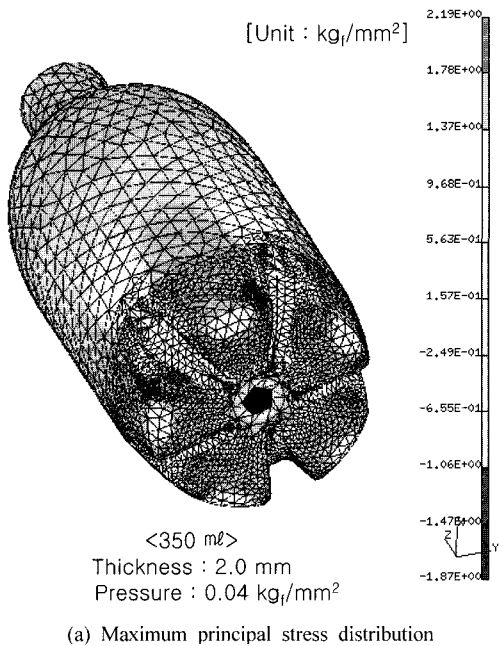 [Unit : kgf/mm²]
2.19E+00
1.78E+00
1.37E+00
9.68E-01
5.63E-01
1.57E-01
-2.49E-01
-6.55E-01
-1.06E+00
-1.47E+00
Z
Y
-1.87E+00
<350 ㎖>
Thickness : 2.0 mm
Pressure : 0.04 kgf/mm²
(a) Maximum principal stress distribution